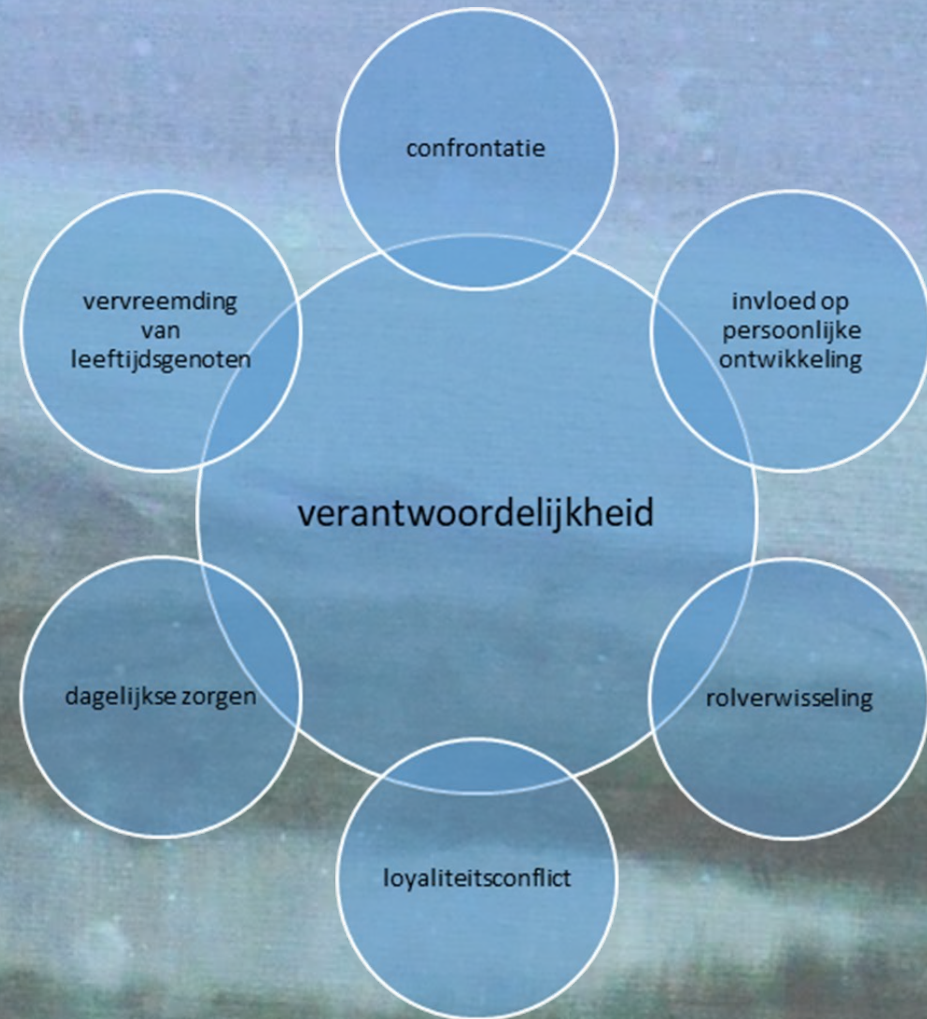 confrontatie
invloed op
persoonlijke
ontwikkeling
rolverwisseling
loyaliteitsconflict
dagelijkse zorgen
vervreemding
van
leeftijdsgenoten
verantwoordelijkheid